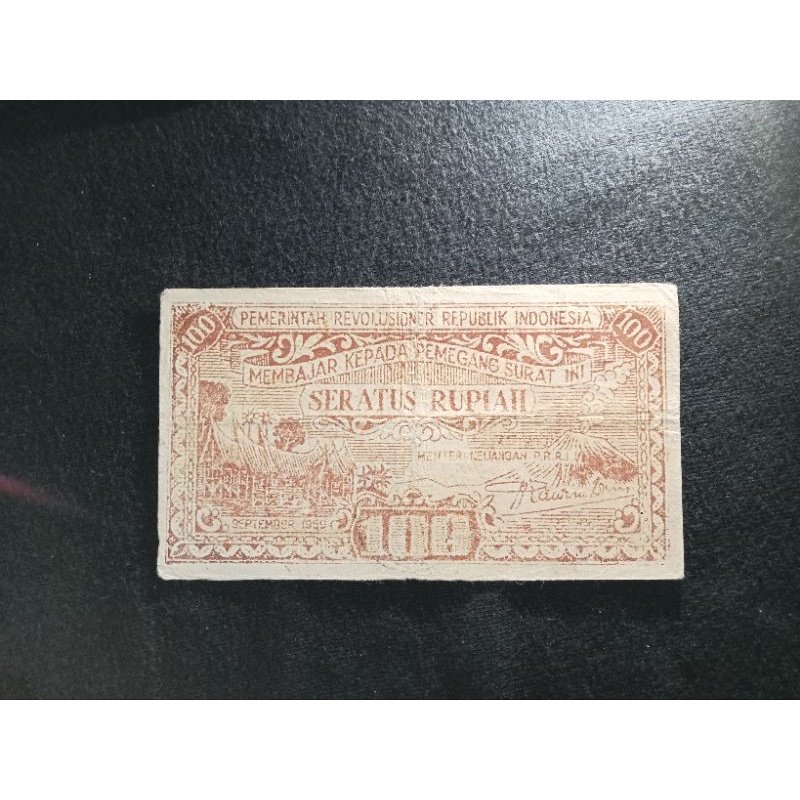 100 PEMERINTAH REVOLUSIONER REPUBLIK INDONESIA 100
MEMBAJAR KEPADA PEMEGANG SURAT INI
SERATUS RUPIAH
MENTERI KEUANGAN P.R.R.I.
SEPTEMBER 1959
100